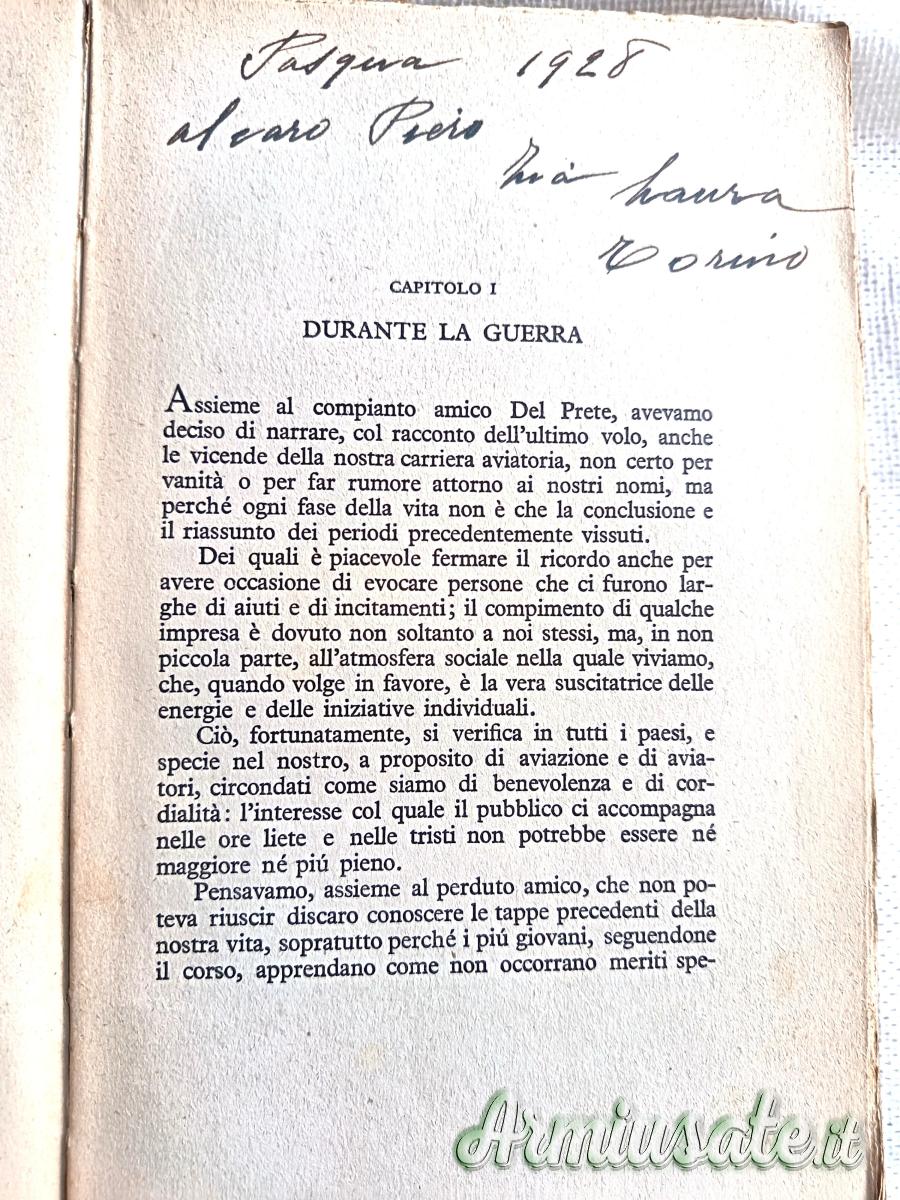 Pasqua 1928
al caro Piero
Zia Laura
Torino
CAPITOLO I
DURANTE LA GUERRA
Assieme al compianto amico Del Prete, avevamo
deciso di narrare, col racconto dell'ultimo volo, anche
le vicende della nostra carriera aviatoria, non certo per
vanità o per far rumore attorno ai nostri nomi, ma
perché ogni fase della vita non è che la conclusione e
il riassunto dei periodi precedentemente vissuti.
Dei quali è piacevole fermare il ricordo anche per
avere occasione di evocare persone che ci furono lar-
ghe di aiuti e di incitamenti; il compimento di qualche
impresa è dovuto non soltanto a noi stessi, ma, in non
piccola parte, all'atmosfera sociale nella quale viviamo,
che, quando volge in favore, è la vera suscitatrice delle
energie e delle iniziative individuali.
Ciò, fortunatamente, si verifica in tutti i paesi, e
specie nel nostro, a proposito di aviazione e di avia-
tori, circondati come siamo di benevolenza e di cor-
dialità: l'interesse col quale il pubblico ci accompagna
nelle ore liete e nelle tristi non potrebbe essere né
maggiore né piú pieno.
Pensavamo, assieme al perduto amico, che non po-
teva riuscir discaro conoscere le tappe precedenti della
nostra vita, sopratutto perché i piú giovani, seguendone
il corso, apprendano come non occorrano meriti spe-
Armiusate.it